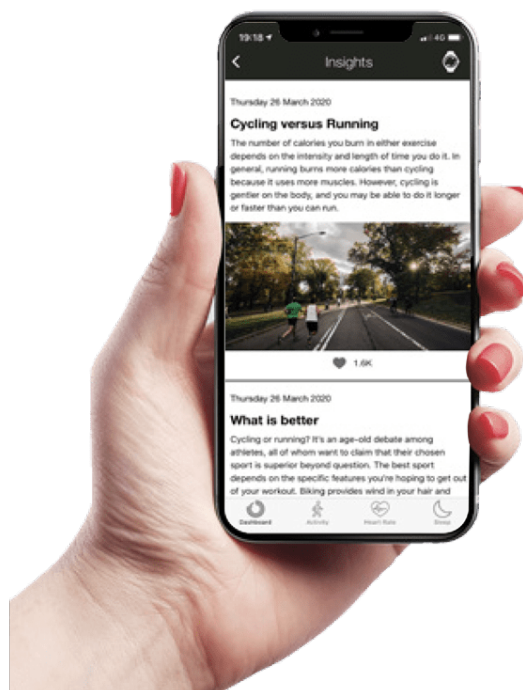 19:18
4G
Insights
Thursday 26 March 2020
Cycling versus Running
The number of calories you burn in either exercise
depends on the intensity and length of time you do it. In
general, running burns more calories than cycling
because it uses more muscles. However, cycling is
gentler on the body, and you may be able to do it longer
or faster than you can run.
1.6K
Thursday 26 March 2020
What is better
Cycling or running? It's an age-old debate among
athletes, all of whom want to claim that their chosen
sport is superior beyond question. The best sport
depends on the specific features you're hoping to get out
of your workout. Biking provides wind in your hair and
Dashboard
Activity
Heart Rate
Sleep